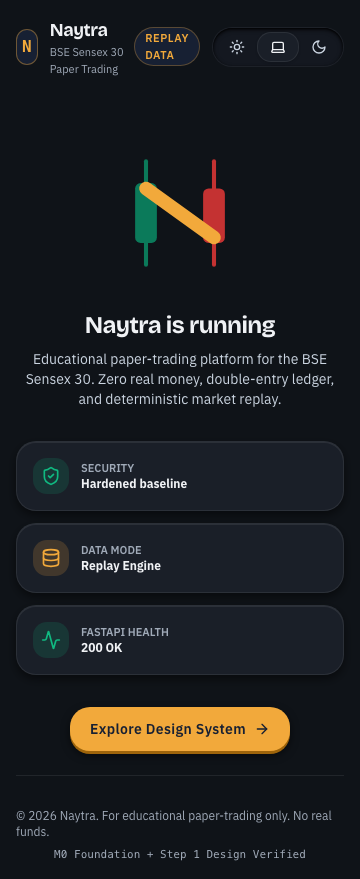 N
Naytra
BSE Sensex 30
Paper Trading
REPLAY
DATA
Naytra is running
Educational paper-trading platform for the BSE
Sensex 30. Zero real money, double-entry ledger,
and deterministic market replay.
SECURITY
Hardened baseline
DATA MODE
Replay Engine
FASTAPI HEALTH
200 OK
Explore Design System
© 2026 Naytra. For educational paper-trading only. No real
funds.
M0 Foundation + Step 1 Design Verified